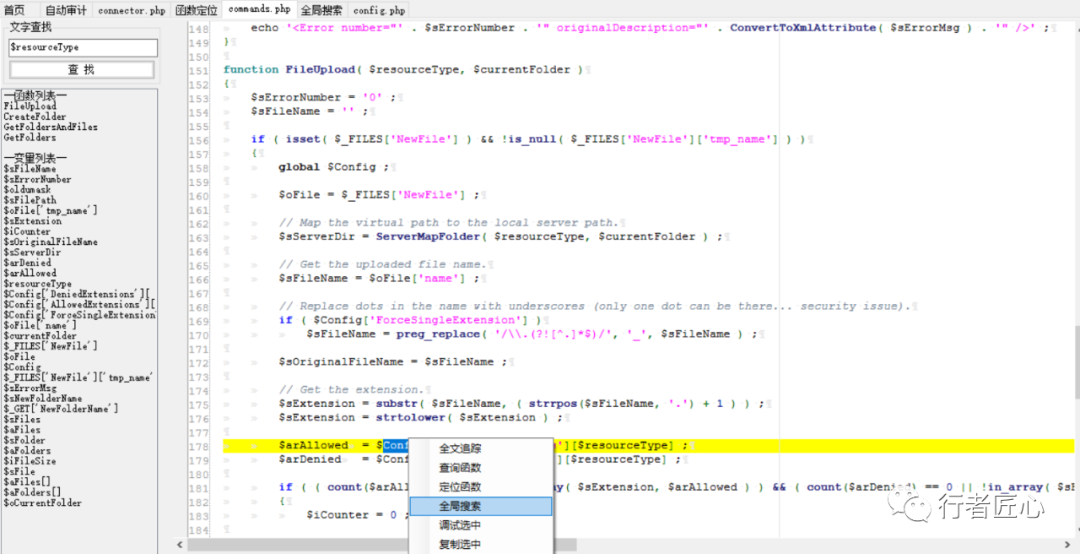 首页 自动审计 connector.php 函数定位 commands.php 全局搜索 config.php
文字查找
$resourceType
查 找
函数列表
FileUpload
CreateFolder
GetFoldersAndFiles
GetFolders
变量列表
$sFileName
$sErrorNumber
$oldumask
$sFilePath
$oFile['tmp_name']
$sExtension
$iCounter
$sOriginalFileName
$sServerDir
$arDenied
$arAllowed
$resourceType
$Config['DeniedExtensions'][
$Config['AllowedExtensions'][
$Config['ForceSingleExtension
$oFile['name']
$currentFolder
$_FILES['NewFile']
$oFile
$Config
$_FILES['NewFile']['tmp_name'
$sErrorMsg
$sNewFolderName
$_GET['NewFolderName']
$sFiles
$aFiles
$sFolder
$aFolders
$iFileSize
$sFile
$aFiles[]
$aFolders[]
$oCurrentFolder
148 echo '<Error number="' . $sErrorNumber . '" originalDescription="' . ConvertToXmlAttribute( $sErrorMsg ) . '" />' ;
149 }
150
151 function FileUpload( $resourceType, $currentFolder )
152 {
153 $sErrorNumber = '0' ;
154 $sFileName = '' ;
155
156 if ( isset( $_FILES['NewFile'] ) && !is_null( $_FILES['NewFile']['tmp_name'] ) )
157 {
158 global $Config ;
159
160 $oFile = $_FILES['NewFile'] ;
161
162 // Map the virtual path to the local server path.
163 $sServerDir = ServerMapFolder( $resourceType, $currentFolder ) ;
164
165 // Get the uploaded file name.
166 $sFileName = $oFile['name'] ;
167
168 // Replace dots in the name with underscores (only one dot can be there... security issue).
169 if ( $Config['ForceSingleExtension'] )
170 $sFileName = preg_replace( '/\\.(?![^.]*$)/', '_', $sFileName ) ;
171
172 $sOriginalFileName = $sFileName ;
173
174 // Get the extension.
175 $sExtension = substr( $sFileName, ( strrpos($sFileName, '.') + 1 ) ) ;
176 $sExtension = strtolower( $sExtension ) ;
177
178 $arAllowed = $Conf '][$resourceType] ;
179 $arDenied = $Conf ][$resourceType] ;
180
181 if ( ( count($arAl ay( $sExtension, $arAllowed ) ) && ( count($arDenied) == 0 || !in_array( $sE
182 {
183 $iCounter = 0 ;
184
全文追踪
查询函数
定位函数
全局搜索
调试选中
复制选中
行者匠心